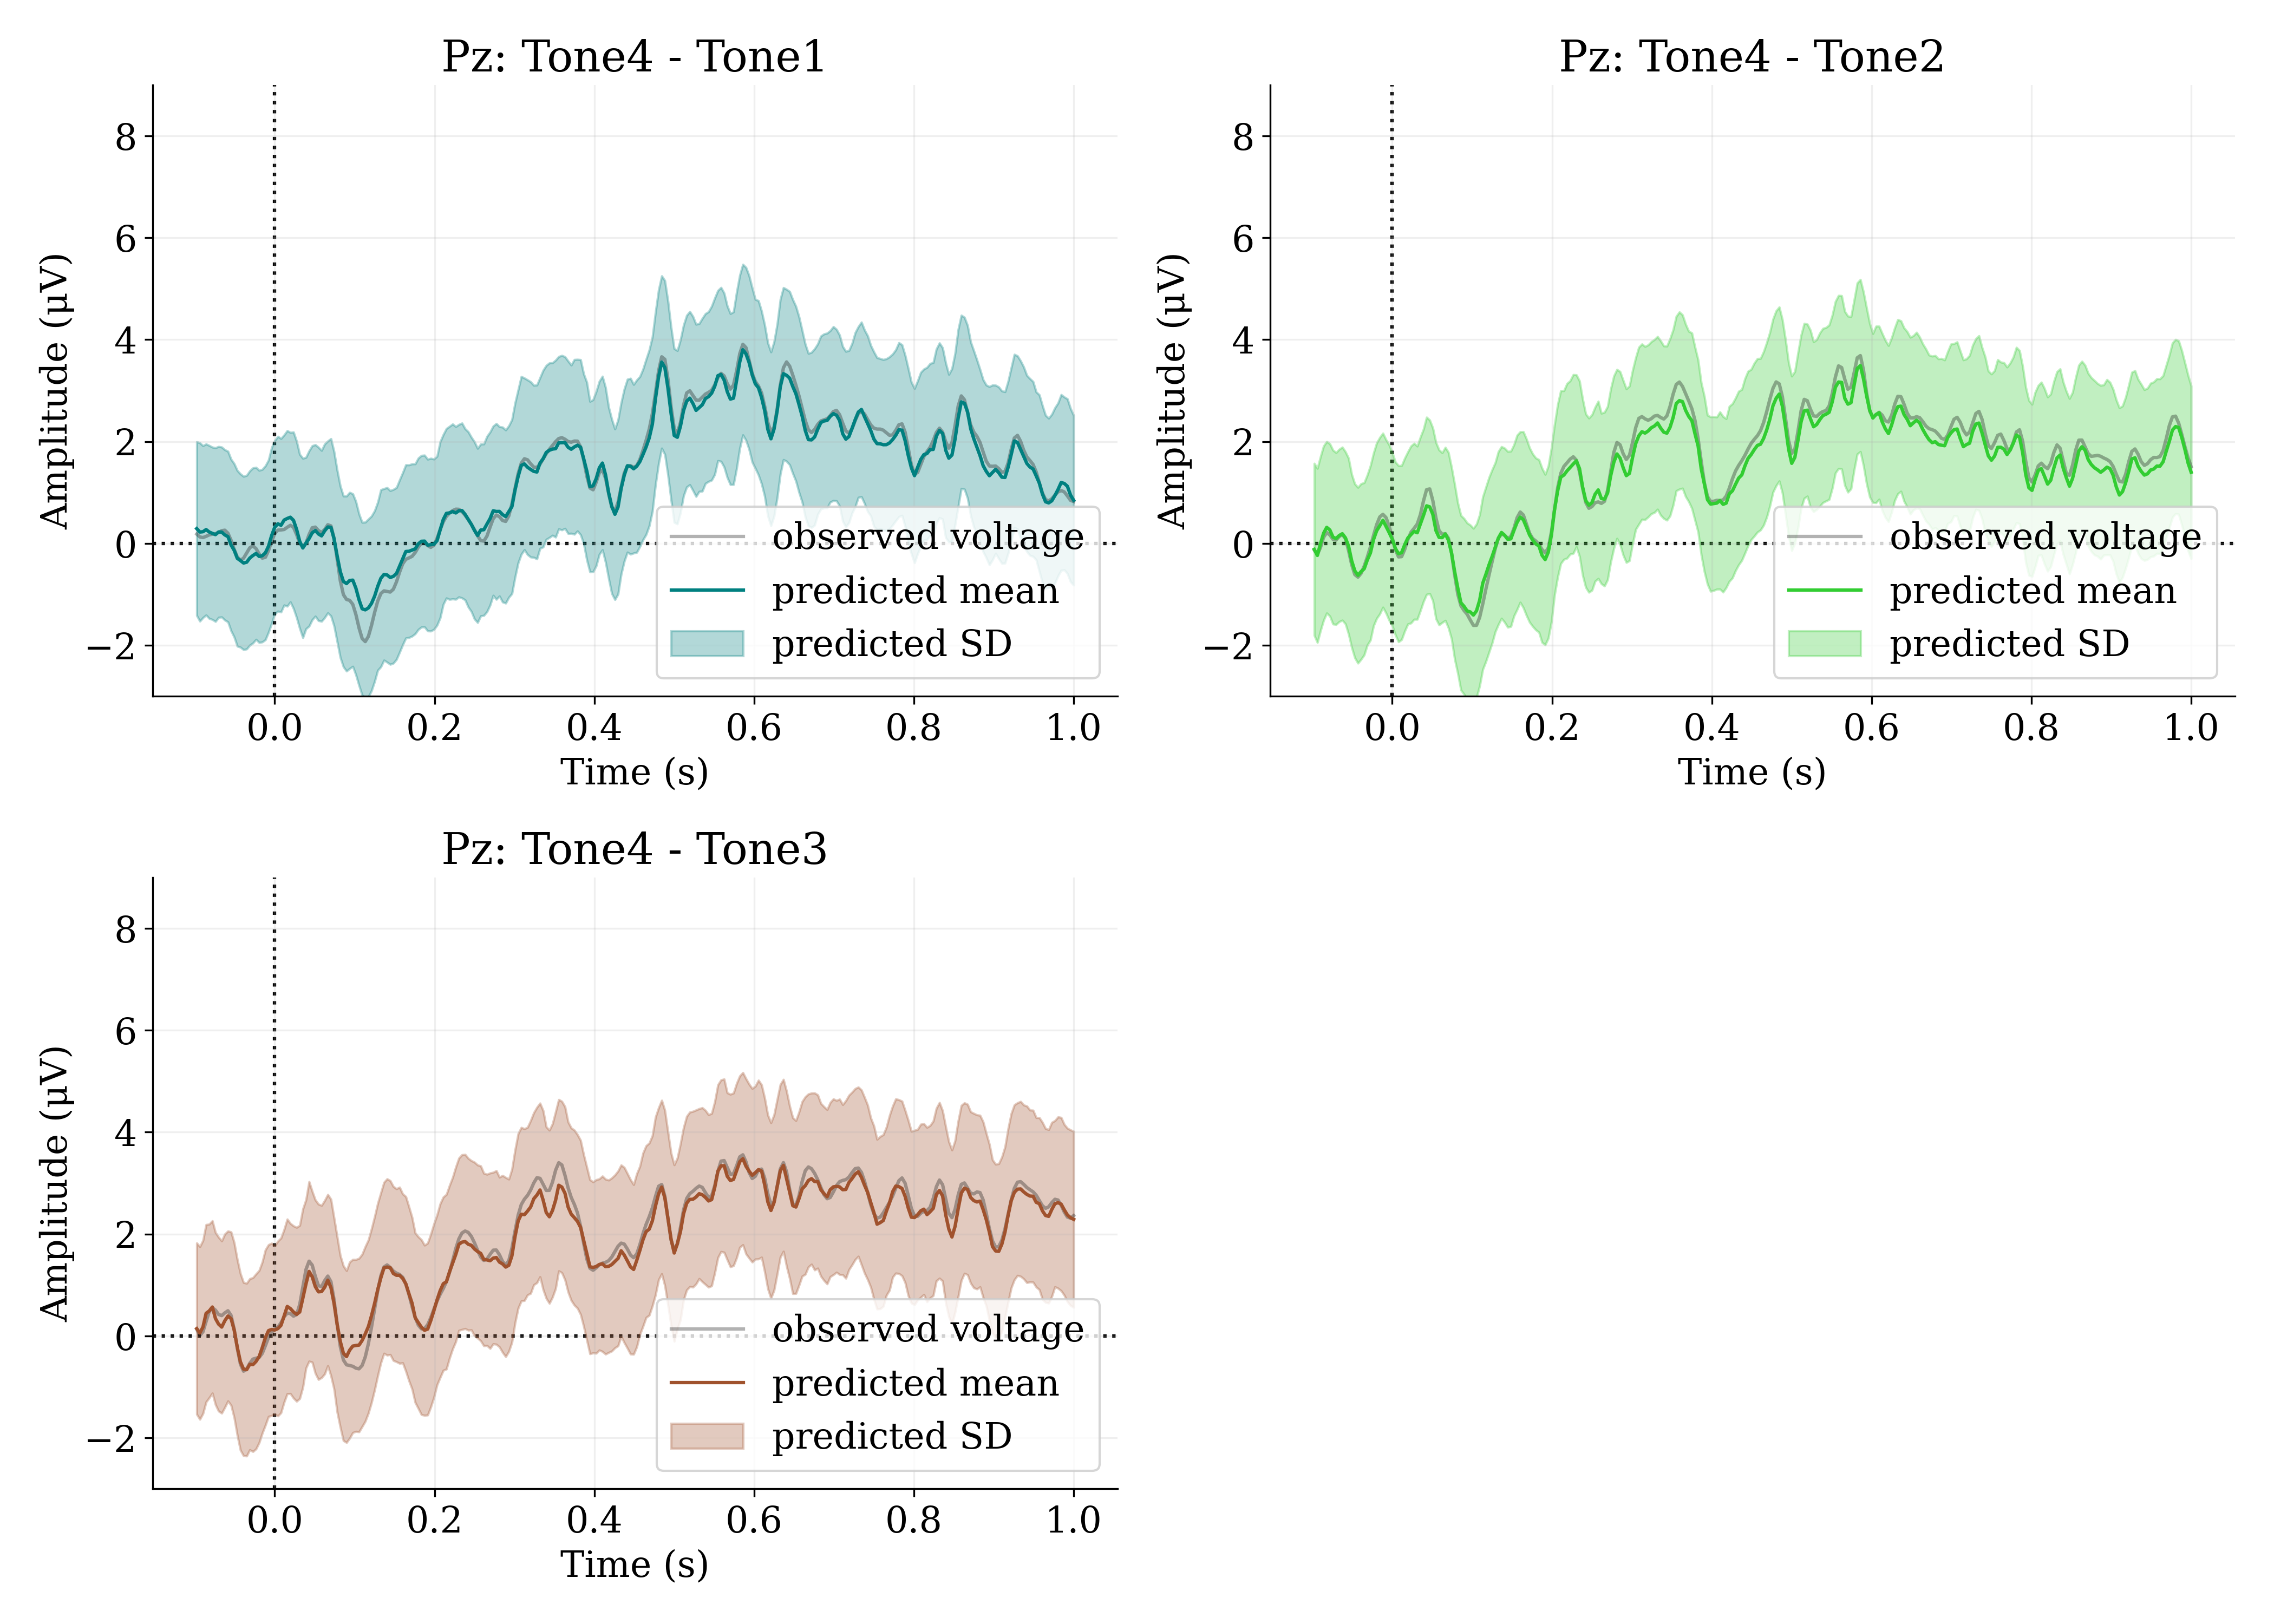 Pz: Tone4 - Tone1
Amplitude (µV)
8
6
4
2
0
−2
observed voltage
predicted mean
predicted SD
0.0 0.2 0.4 0.6 0.8 1.0
Time (s)
Pz: Tone4 - Tone2
Amplitude (µV)
8
6
4
2
0
−2
observed voltage
predicted mean
predicted SD
0.0 0.2 0.4 0.6 0.8 1.0
Time (s)
Pz: Tone4 - Tone3
Amplitude (µV)
8
6
4
2
0
−2
observed voltage
predicted mean
predicted SD
0.0 0.2 0.4 0.6 0.8 1.0
Time (s)